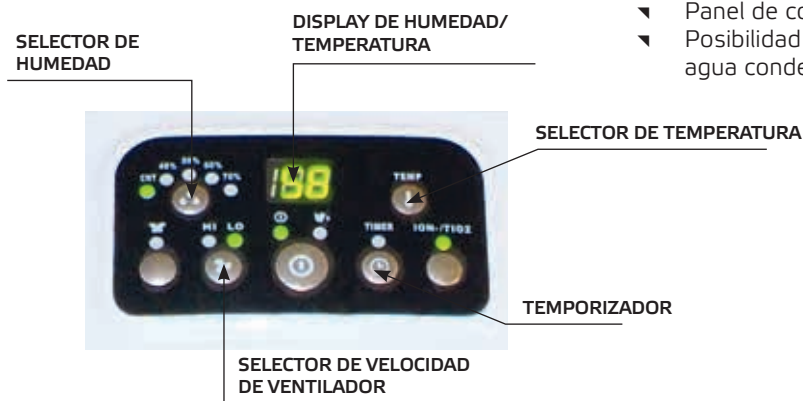 DISPLAY DE HUMEDAD/
TEMPERATURA
SELECTOR DE
HUMEDAD
Panel de co
Posibilidad
agua conde
SELECTOR DE TEMPERATURA
CNT 40% 50% 60% 70%
188
TEMP
HI LO
TIMER
ION-/TIO2
TEMPORIZADOR
SELECTOR DE VELOCIDAD
DE VENTILADOR